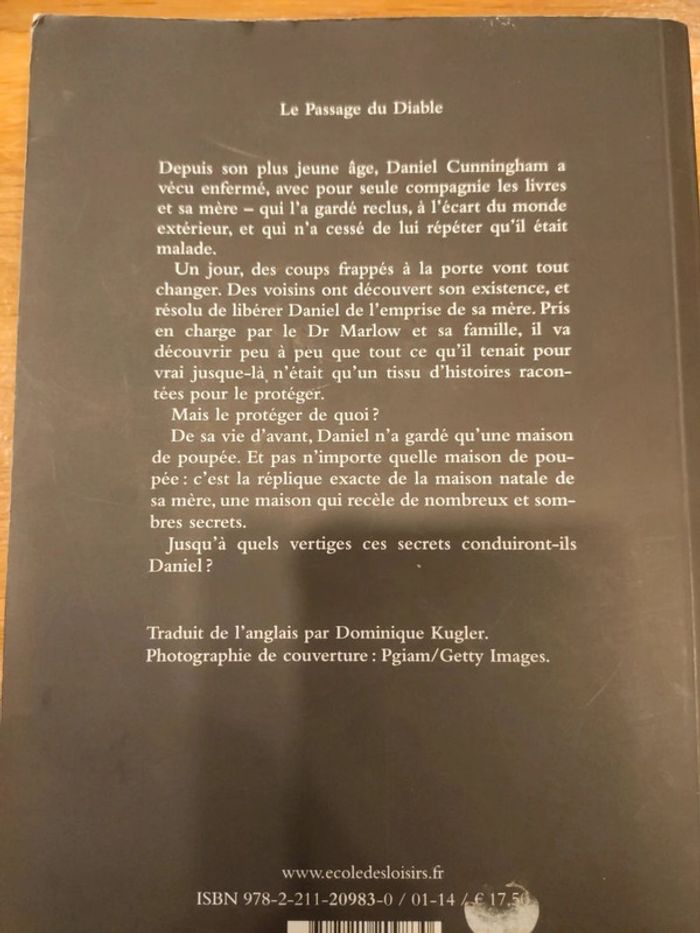 Le Passage du Diable
Depuis son plus jeune âge, Daniel Cunningham a
vécu enfermé, avec pour seule compagnie les livres
et sa mère – qui l'a gardé reclus, à l'écart du monde
extérieur, et qui n'a cessé de lui répéter qu'il était
malade.
Un jour, des coups frappés à la porte vont tout
changer. Des voisins ont découvert son existence, et
résolu de libérer Daniel de l'emprise de sa mère. Pris
en charge par le Dr Marlow et sa famille, il va
découvrir peu à peu que tout ce qu'il tenait pour
vrai jusque-là n'était qu'un tissu d'histoires racon-
tées pour le protéger.
Mais le protéger de quoi ?
De sa vie d'avant, Daniel n'a gardé qu'une maison
de poupée. Et pas n'importe quelle maison de pou-
pée : c'est la réplique exacte de la maison natale de
sa mère, une maison qui recèle de nombreux et som-
bres secrets.
Jusqu'à quels vertiges ces secrets conduiront-ils
Daniel ?
Traduit de l'anglais par Dominique Kugler.
Photographie de couverture : Pgiam/Getty Images.
www.ecoledesloisirs.fr
ISBN 978-2-211-20983-0 / 01-14 / € 17,50